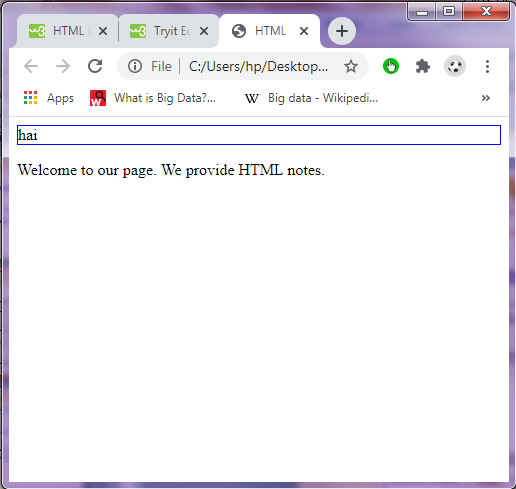 HTML
Tryit Ec
HTML
File
C:/Users/hp/Desktop...
Apps
What is Big Data?...
W
Big data - Wikipedi...
hai
Welcome to our page. We provide HTML notes.